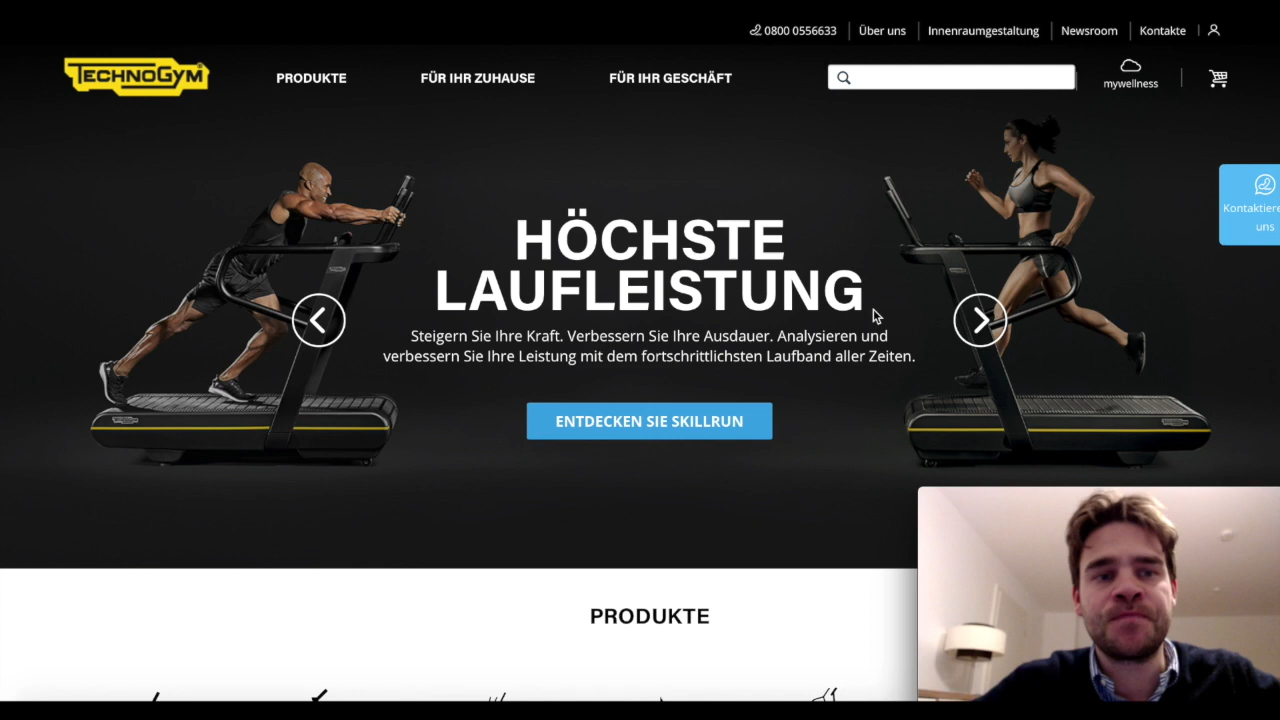 0800 0556633
Über uns
Innenraumgestaltung
Newsroom
Kontakte
TECHNOGYM
PRODUKTE
FÜR IHR ZUHAUSE
FÜR IHR GESCHÄFT
mywellness
Kontaktiere
uns
HÖCHSTE
LAUFLEISTUNG
Steigern Sie Ihre Kraft. Verbessern Sie Ihre Ausdauer. Analysieren und
verbessern Sie Ihre Leistung mit dem fortschrittlichsten Laufband aller Zeiten.
ENTDECKEN SIE SKILLRUN
PRODUKTE